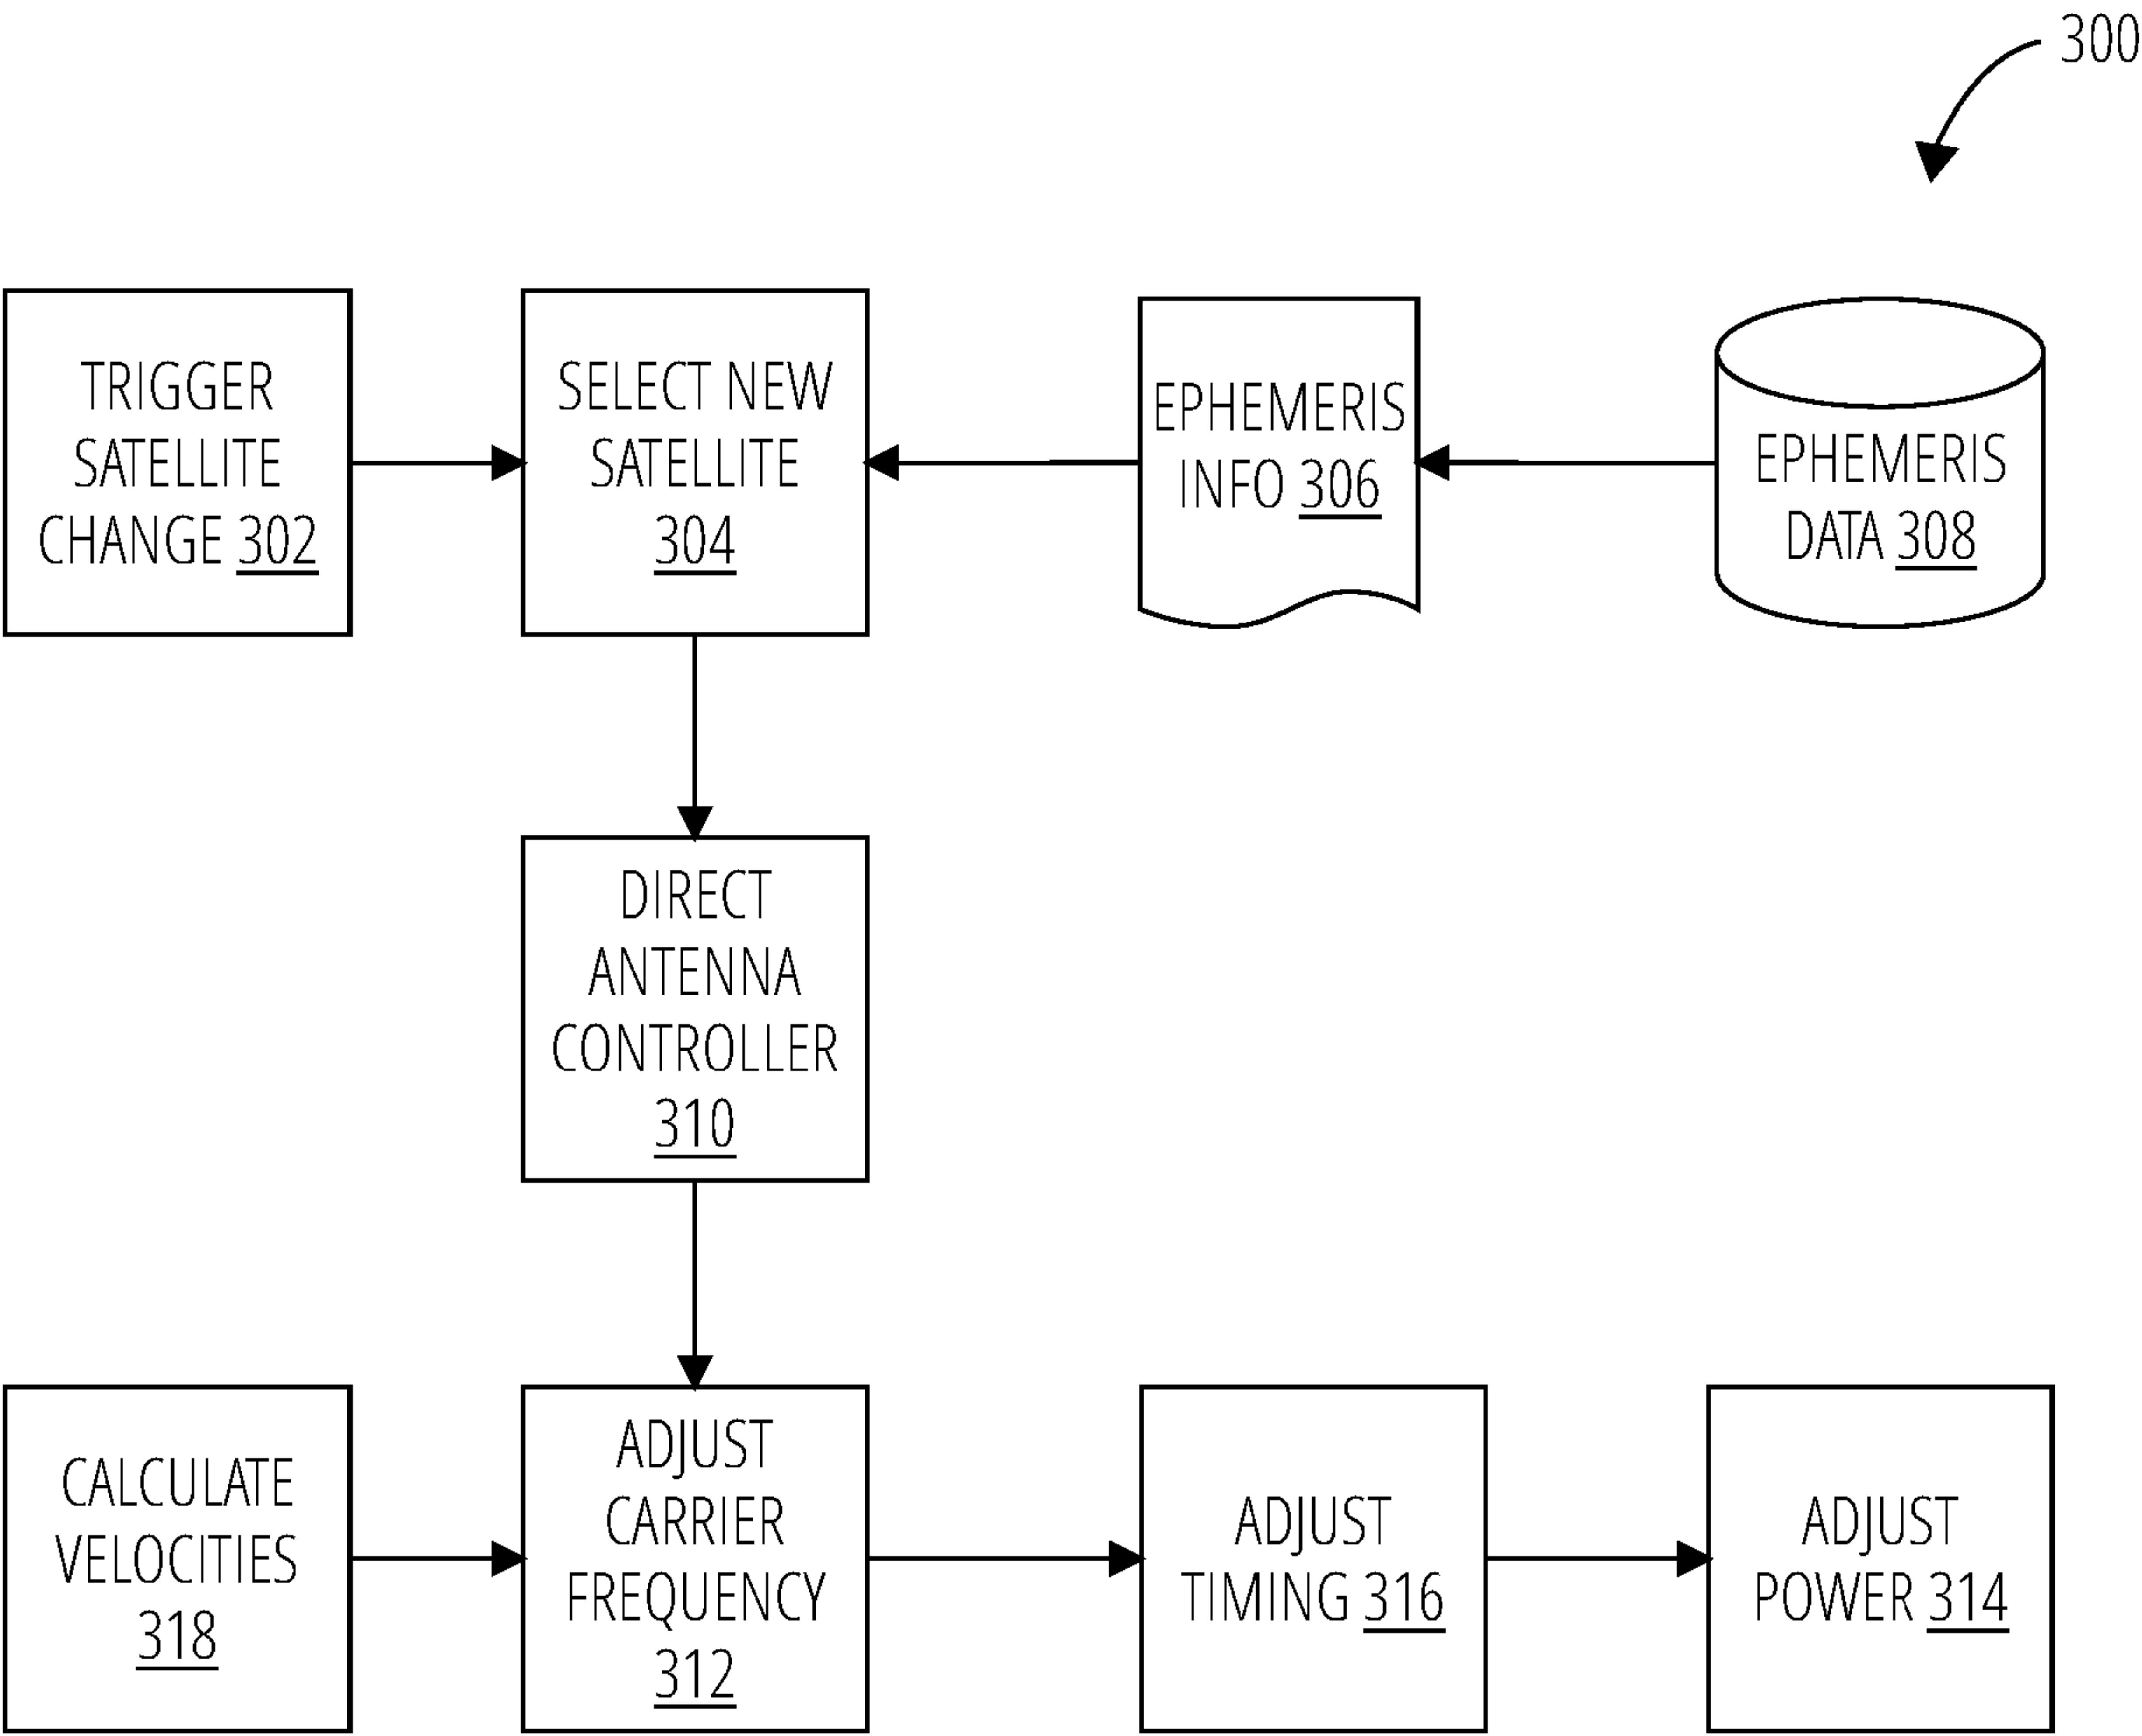 300
TRIGGER
SATELLITE
CHANGE 302
SELECT NEW
SATELLITE
304
EPHEMERIS
INFO 306
EPHEMERIS
DATA 308
DIRECT
ANTENNA
CONTROLLER
310
CALCULATE
VELOCITIES
318
ADJUST
CARRIER
FREQUENCY
312
ADJUST
TIMING 316
ADJUST
POWER 314